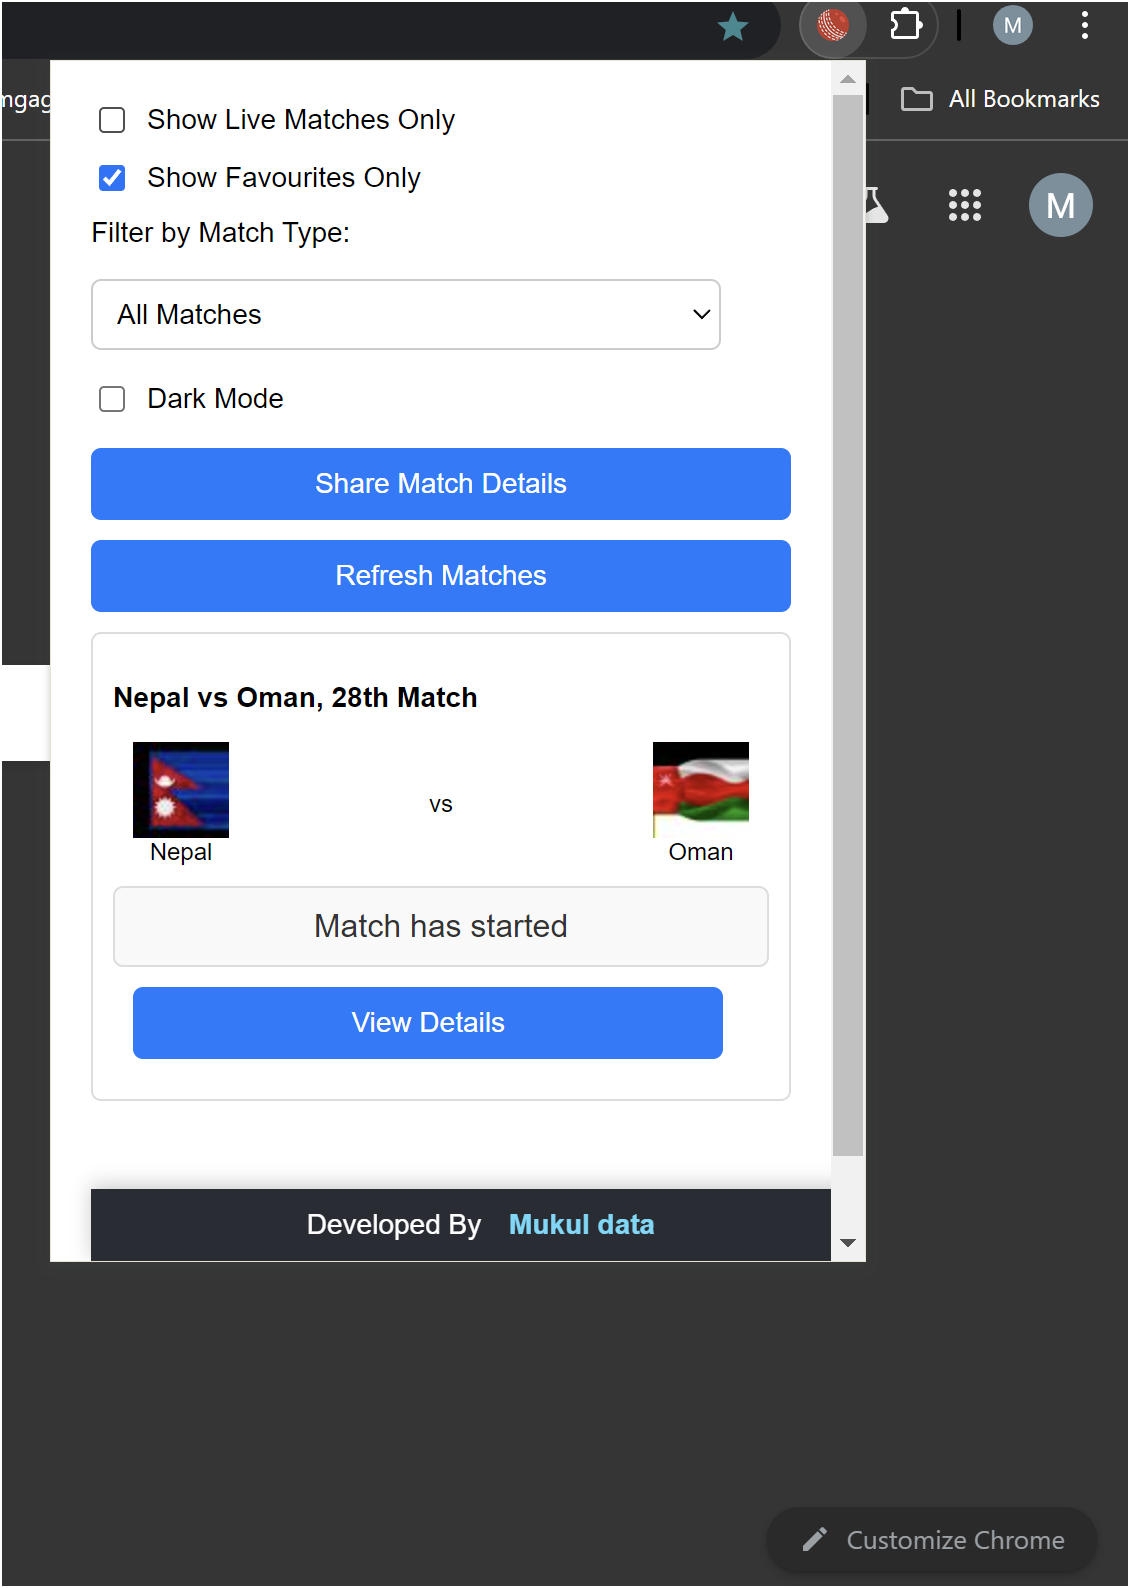 M
mgag
All Bookmarks
Show Live Matches Only
Show Favourites Only
M
Filter by Match Type:
All Matches
Dark Mode
Share Match Details
Refresh Matches
Nepal vs Oman, 28th Match
vs
Nepal
Oman
Match has started
View Details
Developed By Mukul data
Customize Chrome